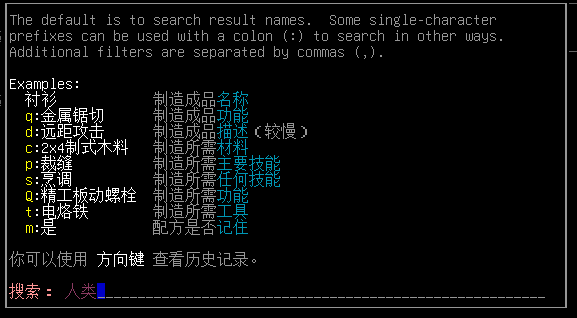 The default is to search result names.  Some single-character
prefixes can be used with a colon (:) to search in other ways.
Additional filters are separated by commas (,).
Examples:
衬衫 制造成品名称
q:金属锯切 制造成品功能
d:远距攻击 制造成品描述(较慢)
c:2x4制式木料 制造所需材料
p:裁缝 制造所需主要技能
s:烹调 制造所需任何技能
Q:精工板动螺栓 制造所需功能
t:电烙铁 制造所需工具
m:是 配方是否记住
你可以使用 方向键 查看历史记录。
搜索: 人类